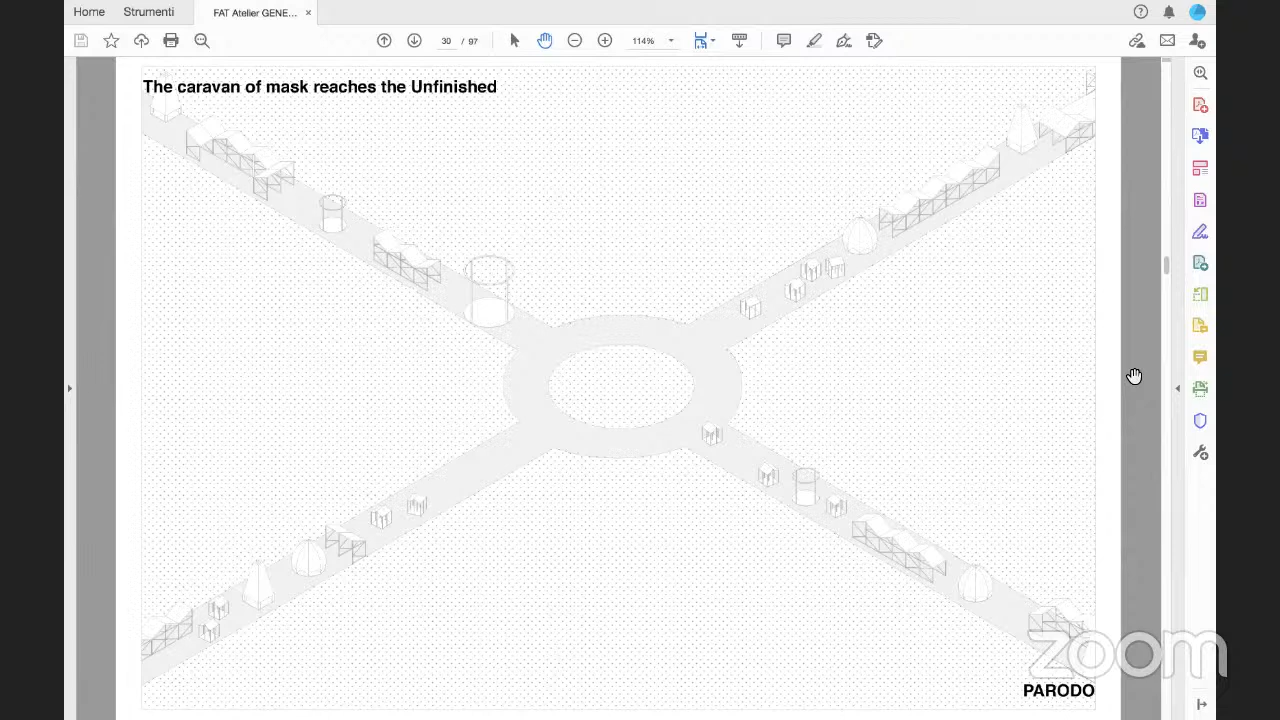 Home Strumenti FAT Atelier GENE... ×
30 / 97 114%
The caravan of mask reaches the Unfinished
zoom
PARODO